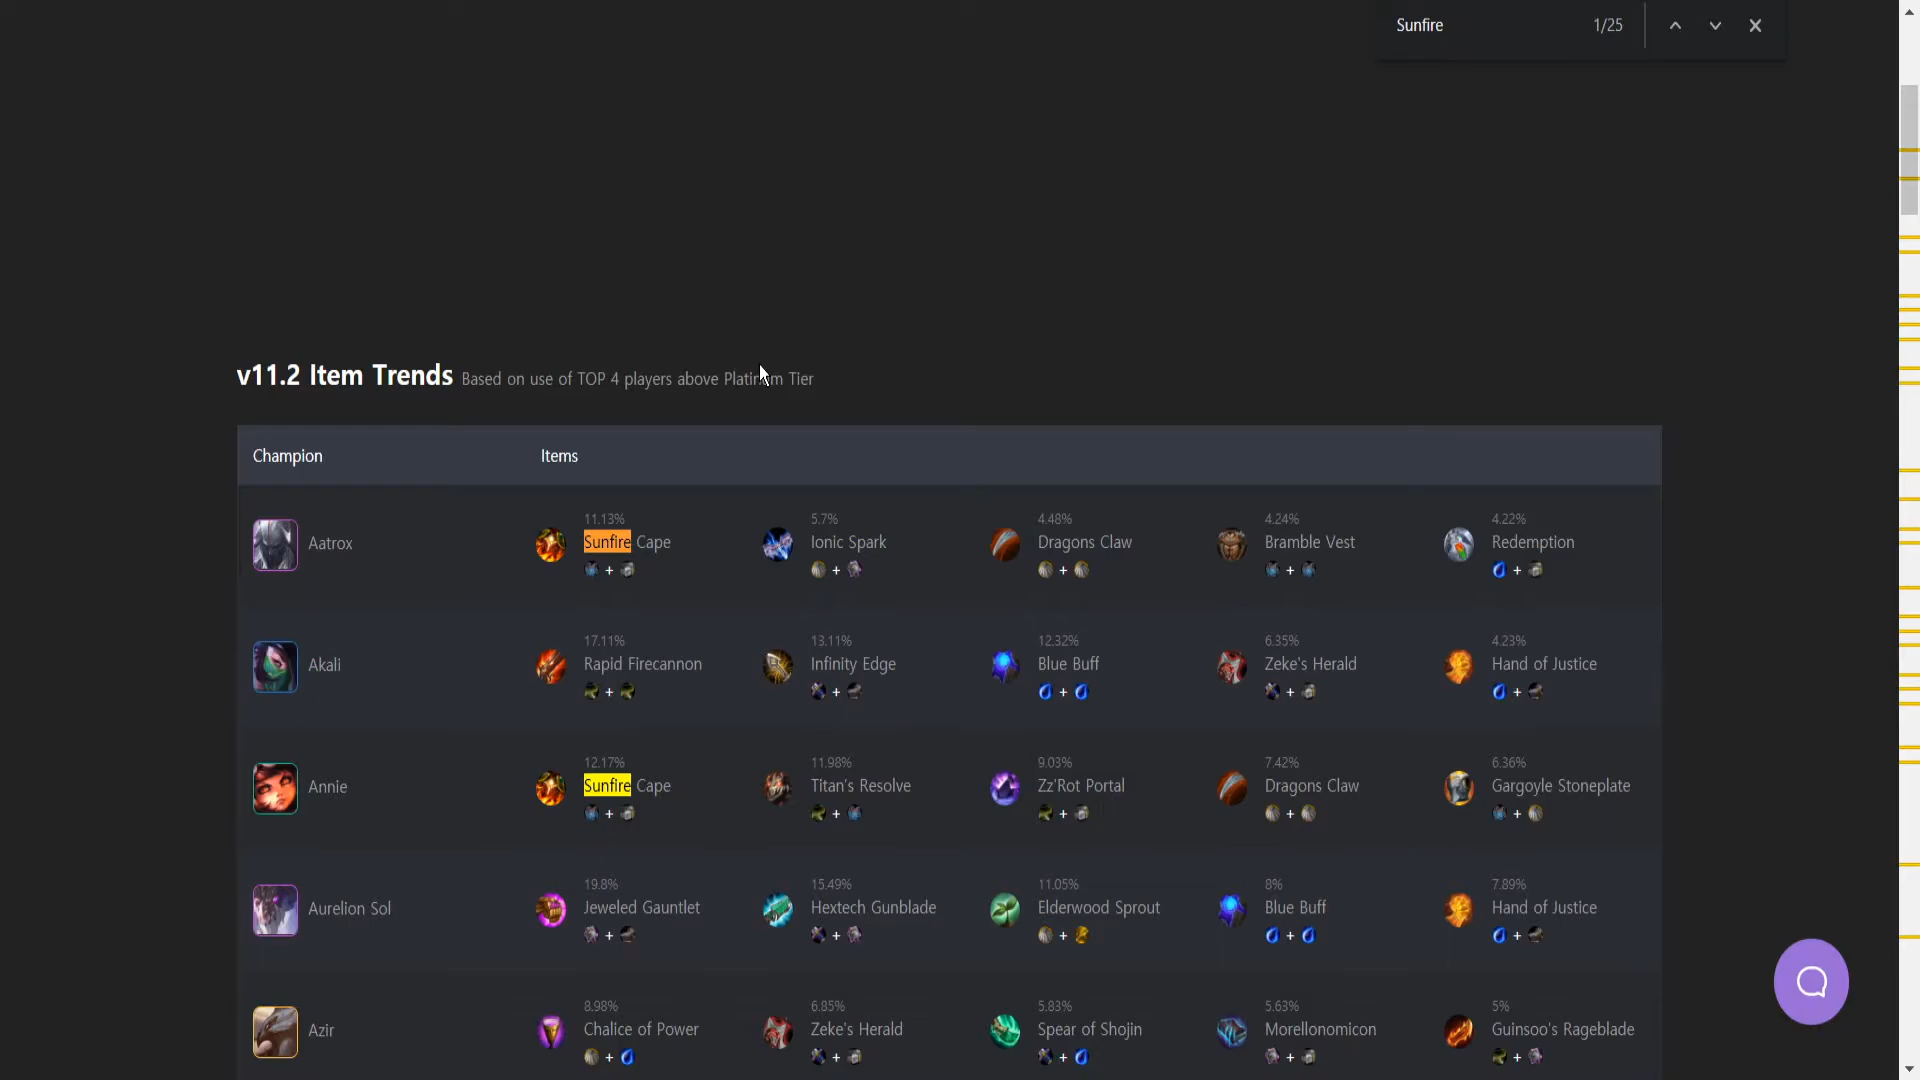 Sunfire 1/25
v11.2 Item Trends Based on use of TOP 4 players above Platinum Tier
Champion Items
Aatrox
11.13% 5.7% 4.48% 4.24% 4.22%
Sunfire Cape Ionic Spark Dragons Claw Bramble Vest Redemption
+ + + + +
Akali
17.11% 13.11% 12.32% 6.35% 4.23%
Rapid Firecannon Infinity Edge Blue Buff Zeke's Herald Hand of Justice
+ + + + +
Annie
12.17% 11.98% 9.03% 7.42% 6.36%
Sunfire Cape Titan's Resolve Zz'Rot Portal Dragons Claw Gargoyle Stoneplate
+ + + + +
Aurelion Sol
19.8% 15.49% 11.05% 8% 7.89%
Jeweled Gauntlet Hextech Gunblade Elderwood Sprout Blue Buff Hand of Justice
+ + + + +
Azir
8.98% 6.85% 5.83% 5.63% 5%
Chalice of Power Zeke's Herald Spear of Shojin Morellonomicon Guinsoo's Rageblade
+ + + + +